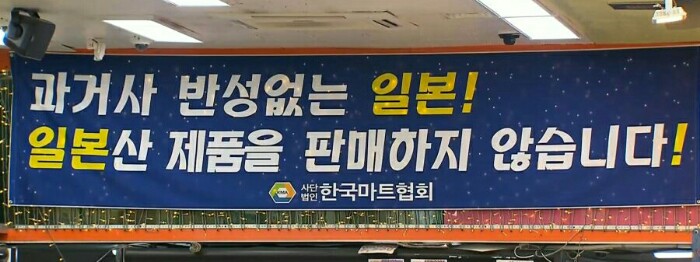 과거사 반성없는 일본!
일본산 제품을 판매하지 않습니다!
KMA 사단법인 한국마트협회